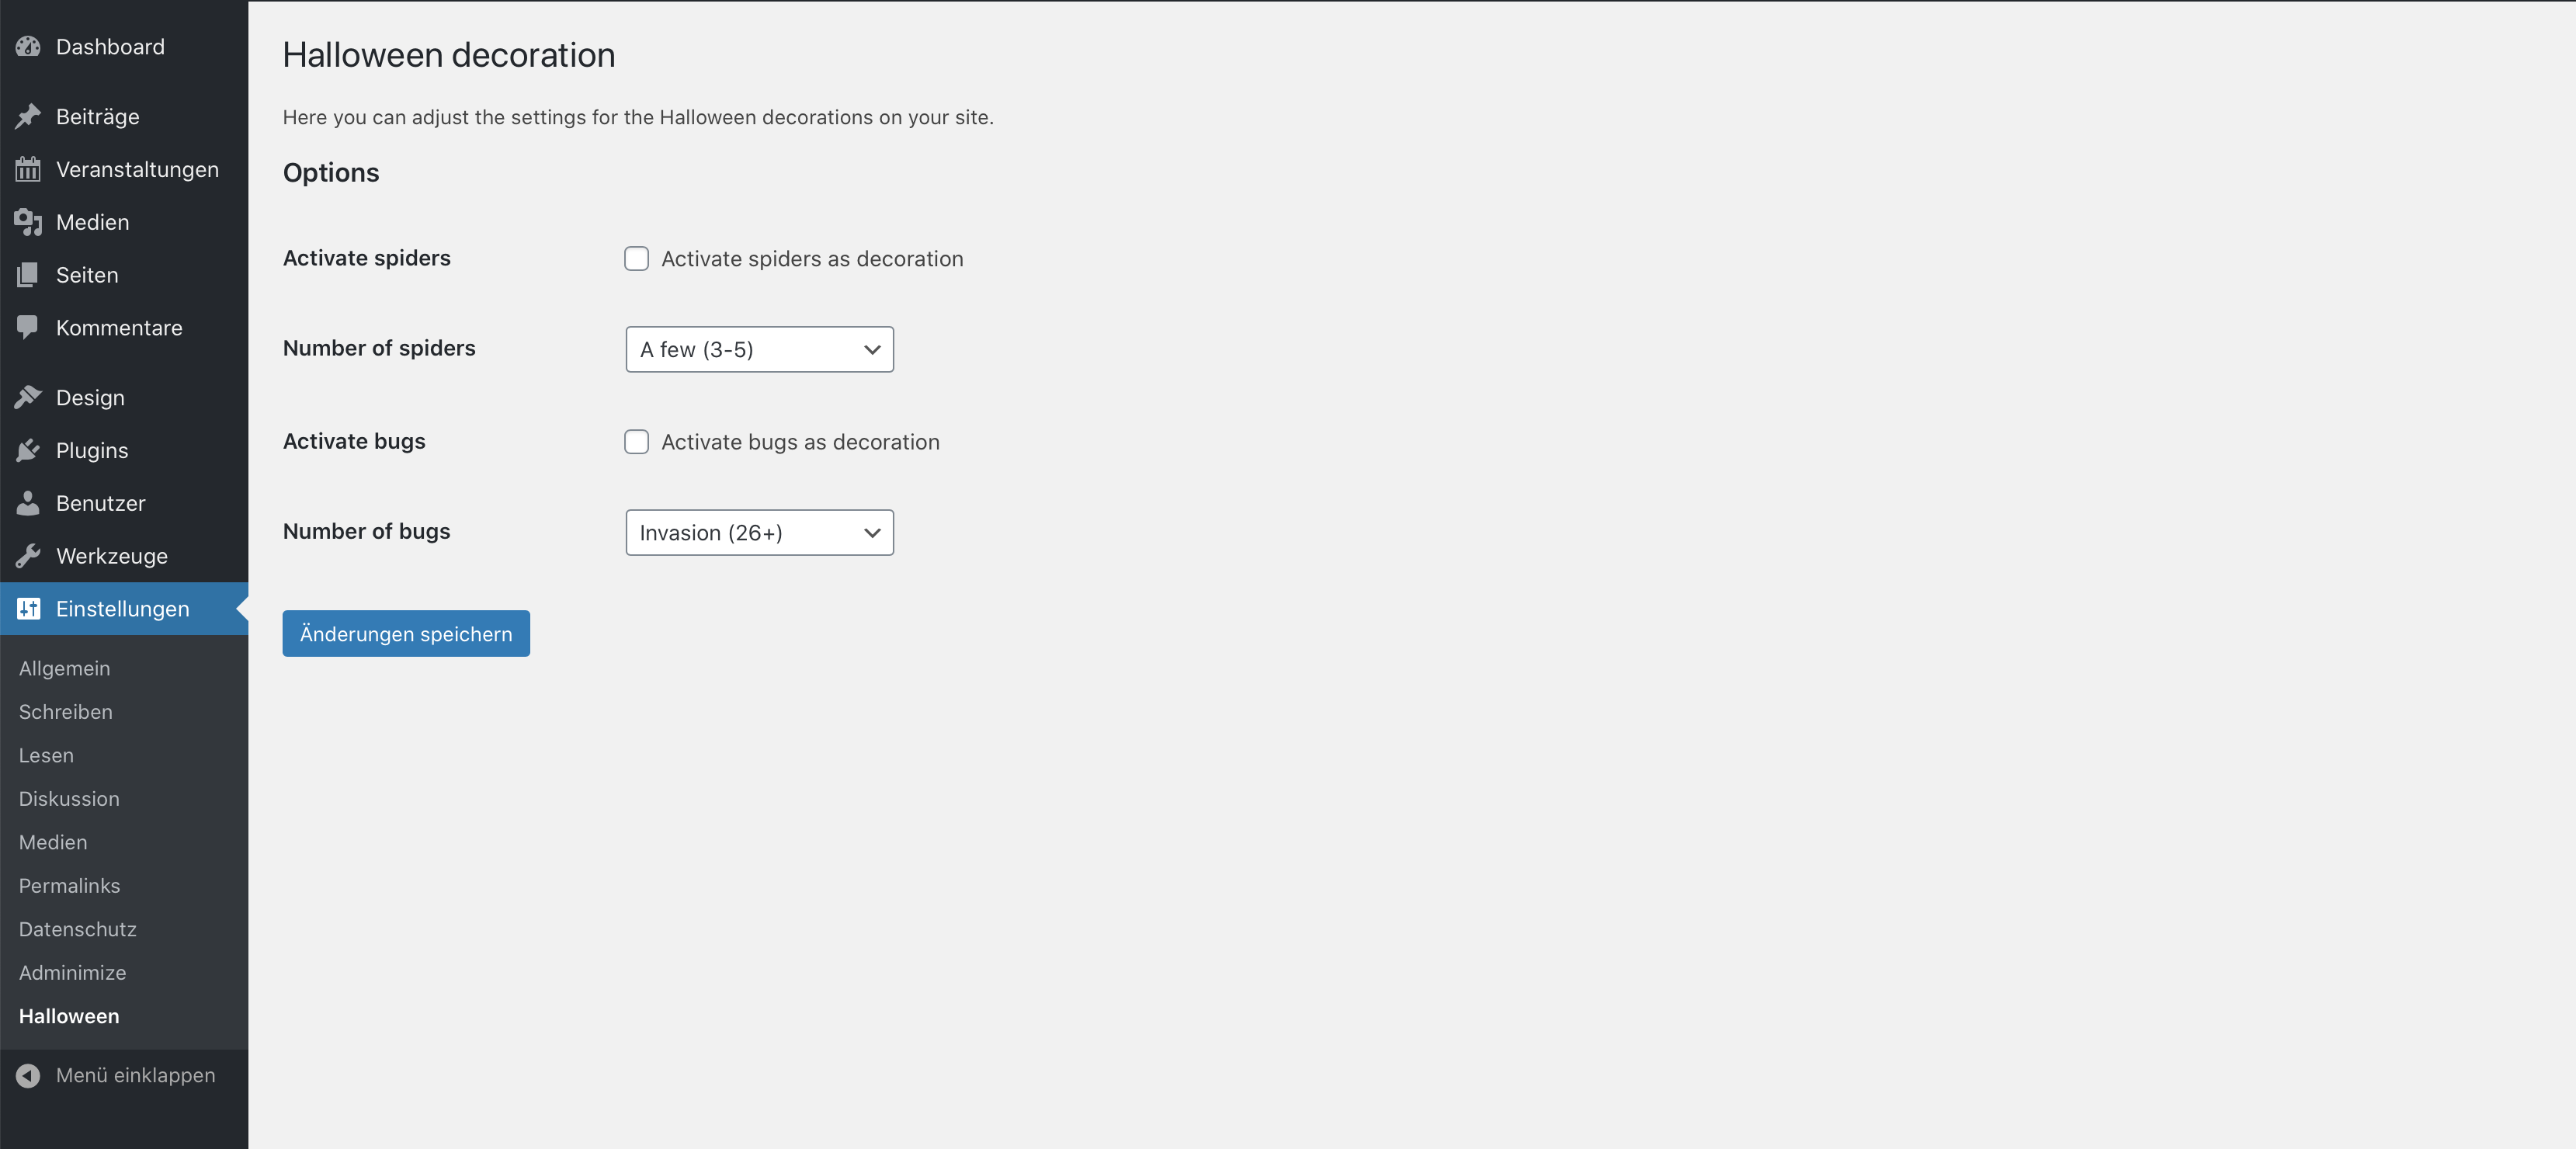 Dashboard
Beiträge
Veranstaltungen
Medien
Seiten
Kommentare
Design
Plugins
Benutzer
Werkzeuge
Einstellungen
Allgemein
Schreiben
Lesen
Diskussion
Medien
Permalinks
Datenschutz
Adminimize
Halloween
Menü einklappen
Halloween decoration
Here you can adjust the settings for the Halloween decorations on your site.
Options
Activate spiders
Activate spiders as decoration
Number of spiders
A few (3-5)
Activate bugs
Activate bugs as decoration
Number of bugs
Invasion (26+)
Änderungen speichern